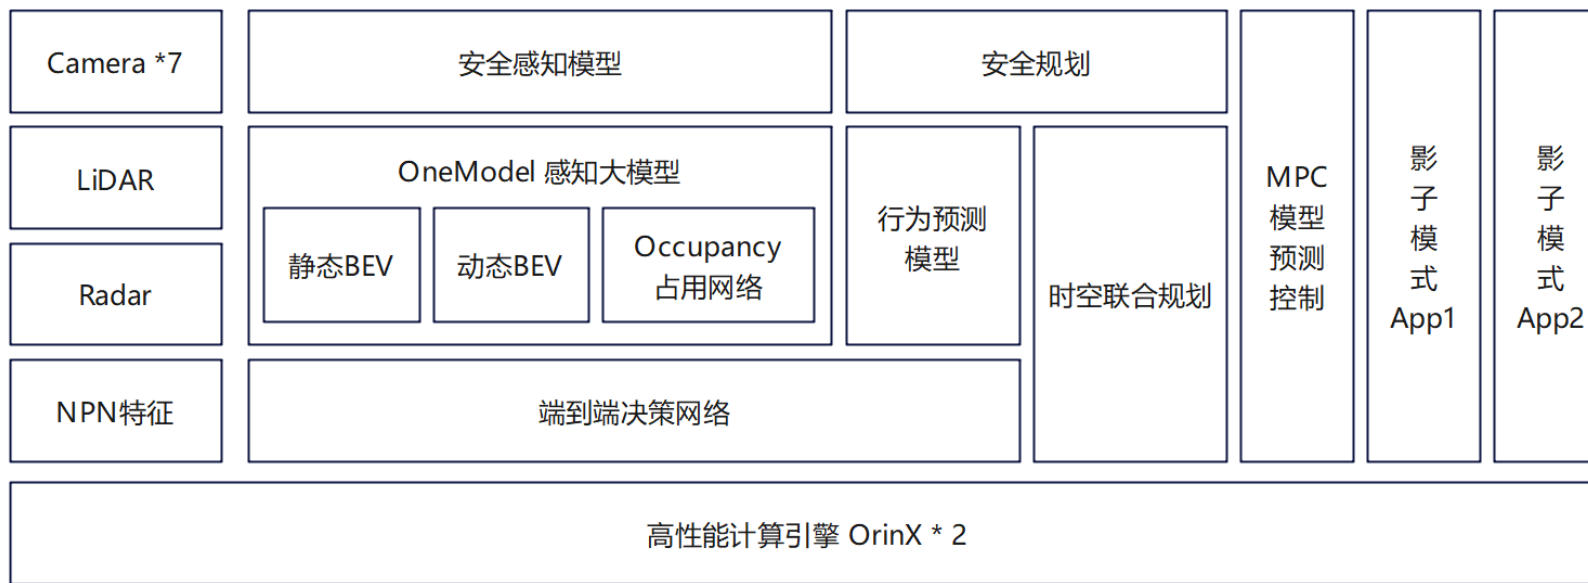 Camera *7
安全感知模型
安全规划
LiDAR
OneModel 感知大模型
静态BEV
动态BEV
Occupancy
占用网络
行为预测
模型
时空联合规划
MPC
模型
预测
控制
影
子
模
式
App1
影
子
模
式
App2
Radar
NPN特征
端到端决策网络
高性能计算引擎 OrinX * 2